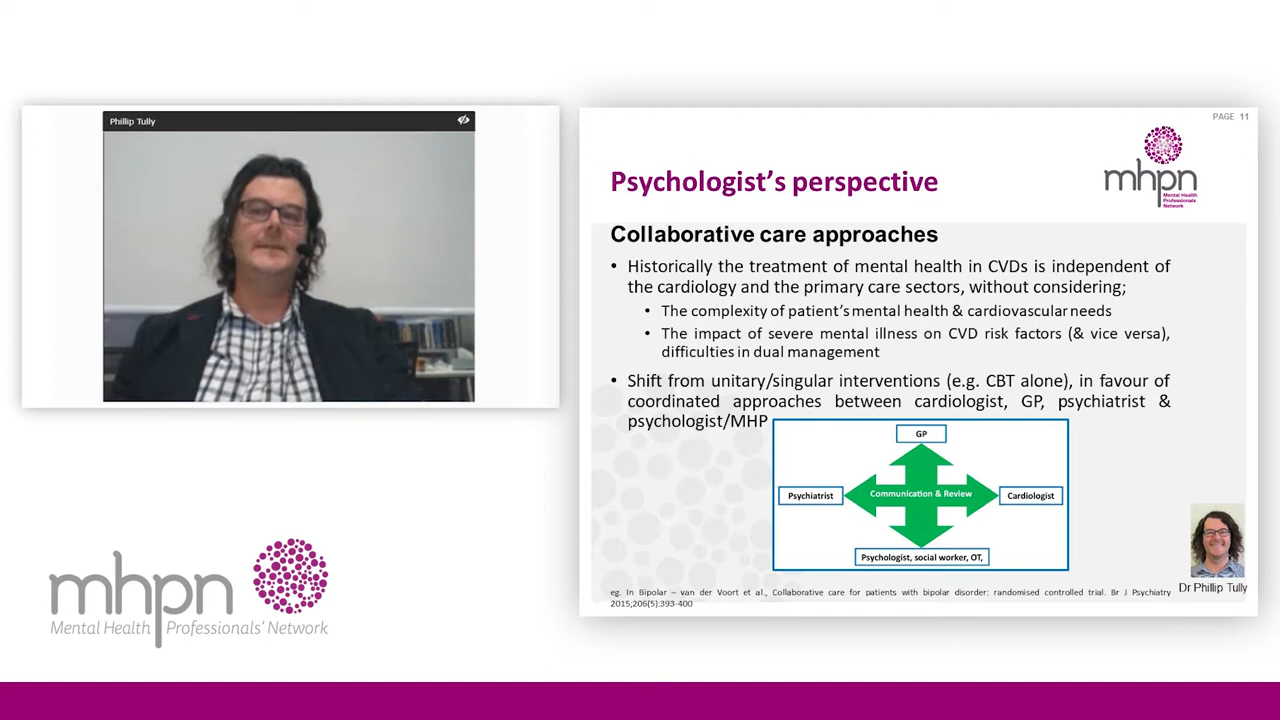 Phillip Tully
mhpn
Mental Health Professionals' Network
PAGE 11
mhpn
Mental Health
Professionals
Network
Psychologist's perspective
Collaborative care approaches
• Historically the treatment of mental health in CVDs is independent of
the cardiology and the primary care sectors, without considering;
• The complexity of patient's mental health & cardiovascular needs
• The impact of severe mental illness on CVD risk factors (& vice versa),
difficulties in dual management
• Shift from unitary/singular interventions (e.g. CBT alone), in favour of
coordinated approaches between cardiologist, GP, psychiatrist &
psychologist/MHP
GP
Psychiatrist
Communication & Review
Cardiologist
Psychologist, social worker, OT,
eg. In Bipolar – van der Voort et al., Collaborative care for patients with bipolar disorder: randomised controlled trial. Br J Psychiatry
2015;206(5):393-400
Dr Phillip Tully